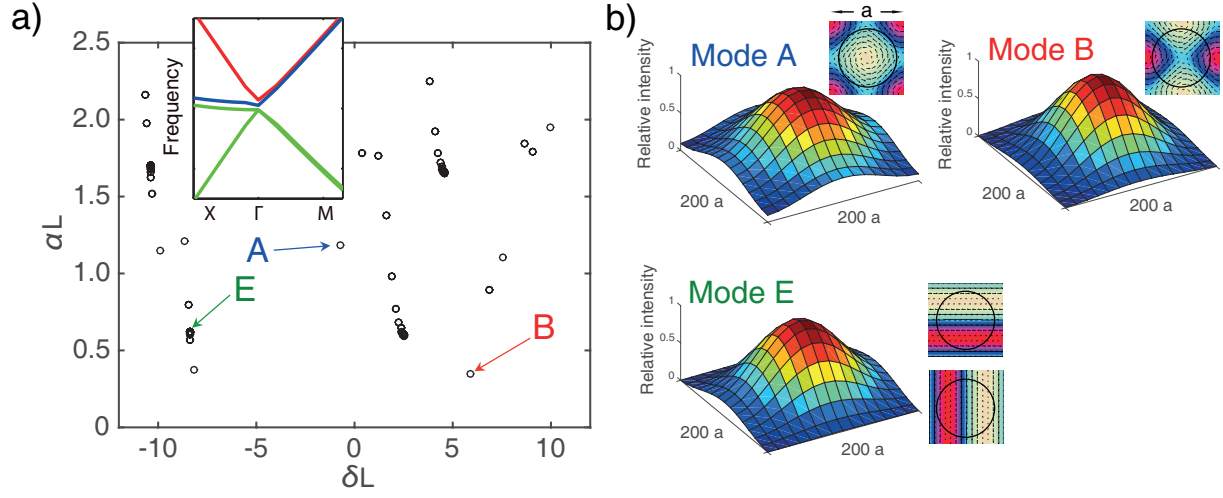 a)
2.5
2.0
1.5
1.0
0.5
0
αL
-10
-5
0
5
10
δL
Frequency
X
Γ
M
A
E
B
b)
a
Mode A
Relative intensity
1
0.5
0
200 a
200 a
Mode B
Relative intensity
1
0.5
0
200 a
200 a
Mode E
Relative intensity
1
0.5
0
200 a
200 a